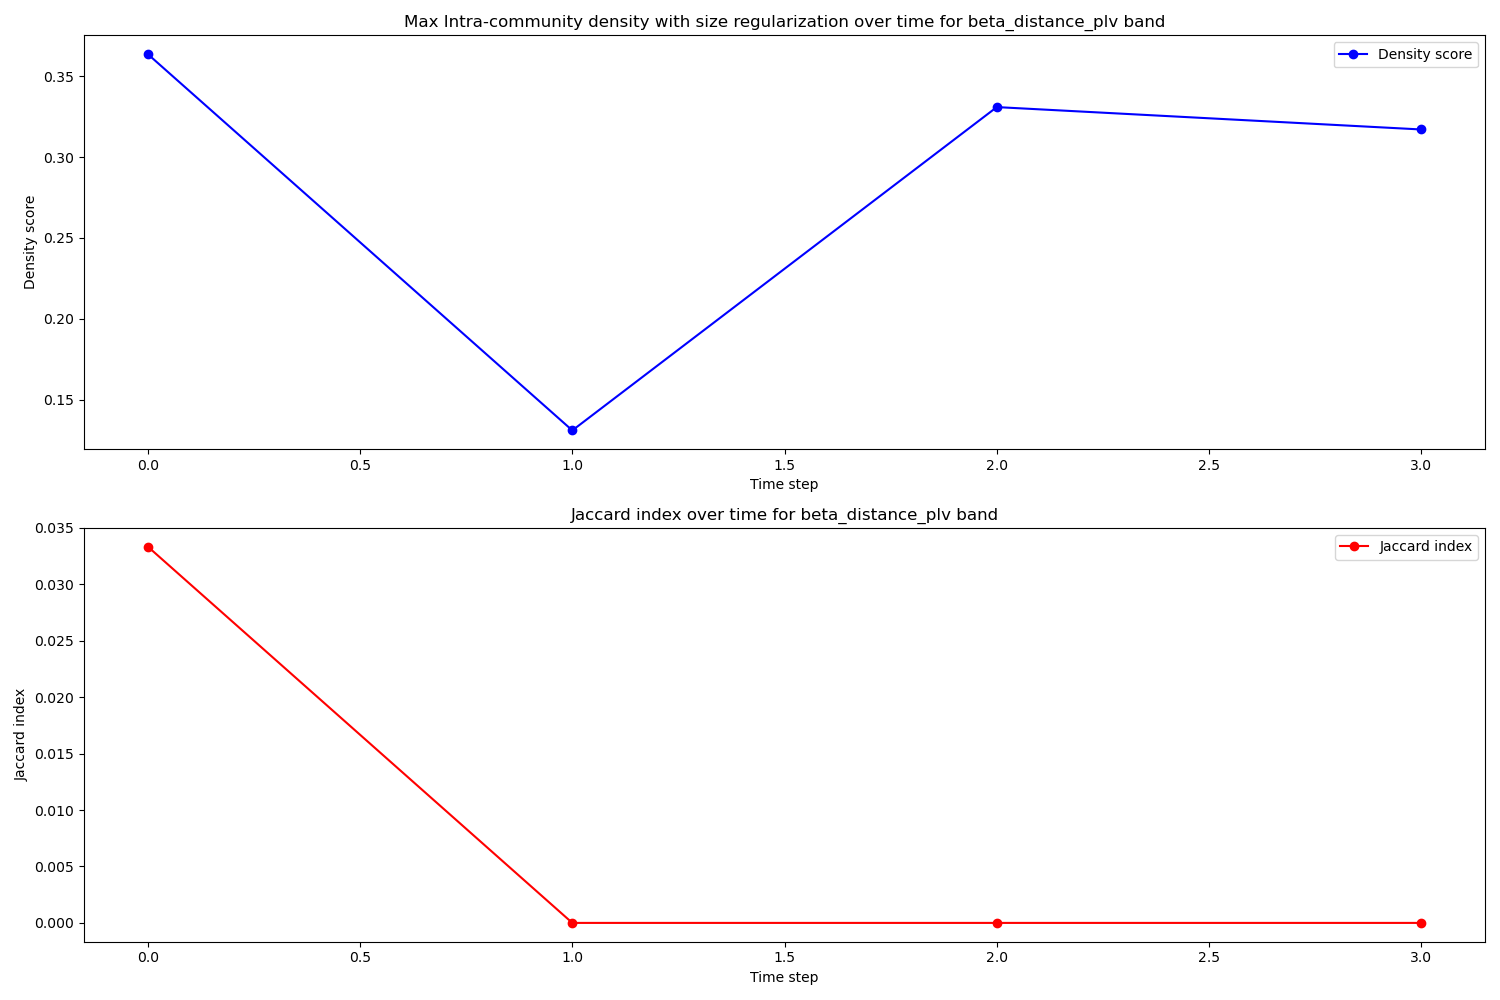 Max Intra-community density with size regularization over time for beta_distance_plv band
Density score
0.35
0.30
0.25
0.20
0.15
Density score
0.0 0.5 1.0 1.5 2.0 2.5 3.0
Time step
Jaccard index over time for beta_distance_plv band
Jaccard index
0.035
0.030
0.025
0.020
0.015
0.010
0.005
0.000
Jaccard index
0.0 0.5 1.0 1.5 2.0 2.5 3.0
Time step